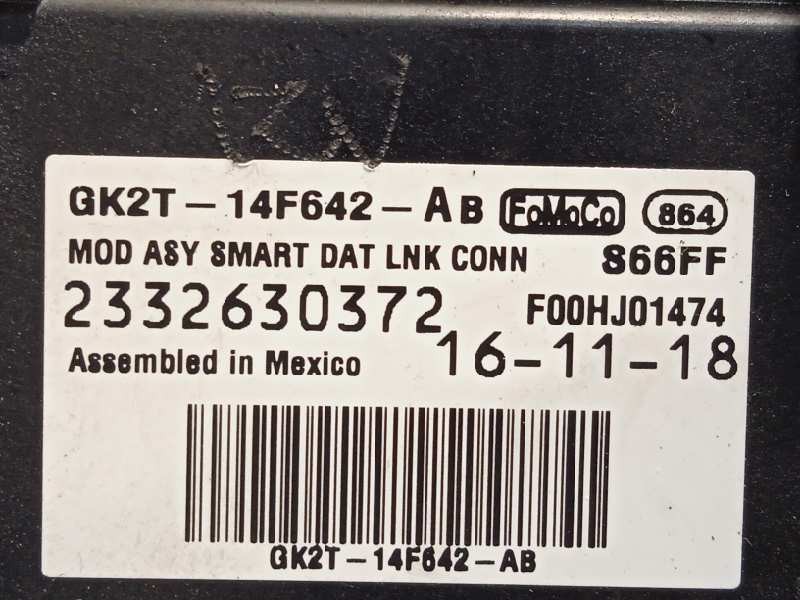 GK2T-14F642-AB FoMoCo 864
MOD ASY SMART DAT LNK CONN 866FF
2332630372 F00HJ01474
Assembled in Mexico 16-11-18
GK2T-14F642-AB